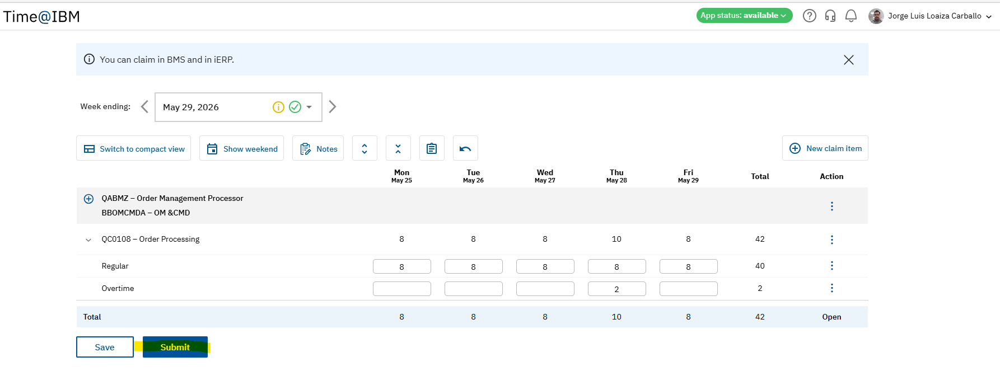 Time@IBM
App status: available
Jorge Luis Loaiza Carballo
You can claim in BMS and in iERP.
Week ending:
May 29, 2026
Switch to compact view
Show weekend
Notes
New claim item
Mon Tue Wed Thu Fri Total Action
May 25 May 26 May 27 May 28 May 29
QABMZ – Order Management Processor
BBOMCMDA – OM &CMD
QC0108 – Order Processing 8 8 8 10 8 42
Regular 8 8 8 8 8 40
Overtime 2 2
Total 8 8 8 10 8 42 Open
Save Submit